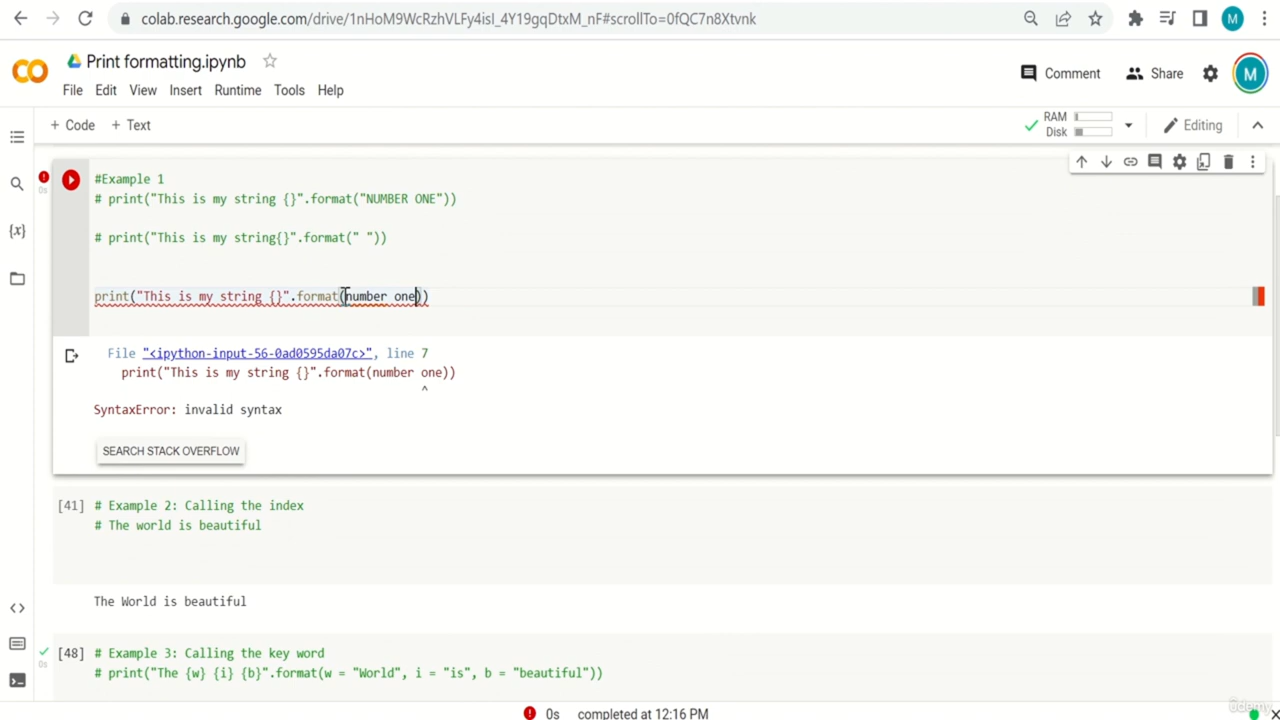 colab.research.google.com/drive/1nHoM9WcRzhVLFy4isI_4Y19gqDtxM_nF#scrollTo=0fQC7n8Xtvnk
M
CO
Print formatting.ipynb
File Edit View Insert Runtime Tools Help
Comment
Share
M
+ Code + Text
RAM
Disk
Editing
#Example 1
# print("This is my string {}".format("NUMBER ONE"))
# print("This is my string{}".format(" "))
print("This is my string {}".format(number one))
0s
File "<ipython-input-56-0ad0595da07c>", line 7
print("This is my string {}".format(number one))
^
SyntaxError: invalid syntax
SEARCH STACK OVERFLOW
[41] # Example 2: Calling the index
# The world is beautiful
The World is beautiful
[48] # Example 3: Calling the key word
0s
# print("The {w} {i} {b}".format(w = "World", i = "is", b = "beautiful"))
0s completed at 12:16 PM
ûdemy